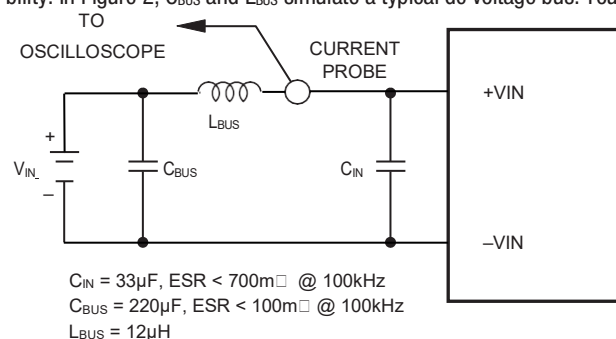 bility. In Figure 2, CBUS and LBUS simulate a typical dc voltage bus. You
TO
OSCILLOSCOPE
CURRENT
PROBE
LBUS
+VIN
+
VIN
–
CBUS
CIN
–VIN
CIN = 33µF, ESR < 700m□ @ 100kHz
CBUS = 220µF, ESR < 100m□ @ 100kHz
LBUS = 12µH